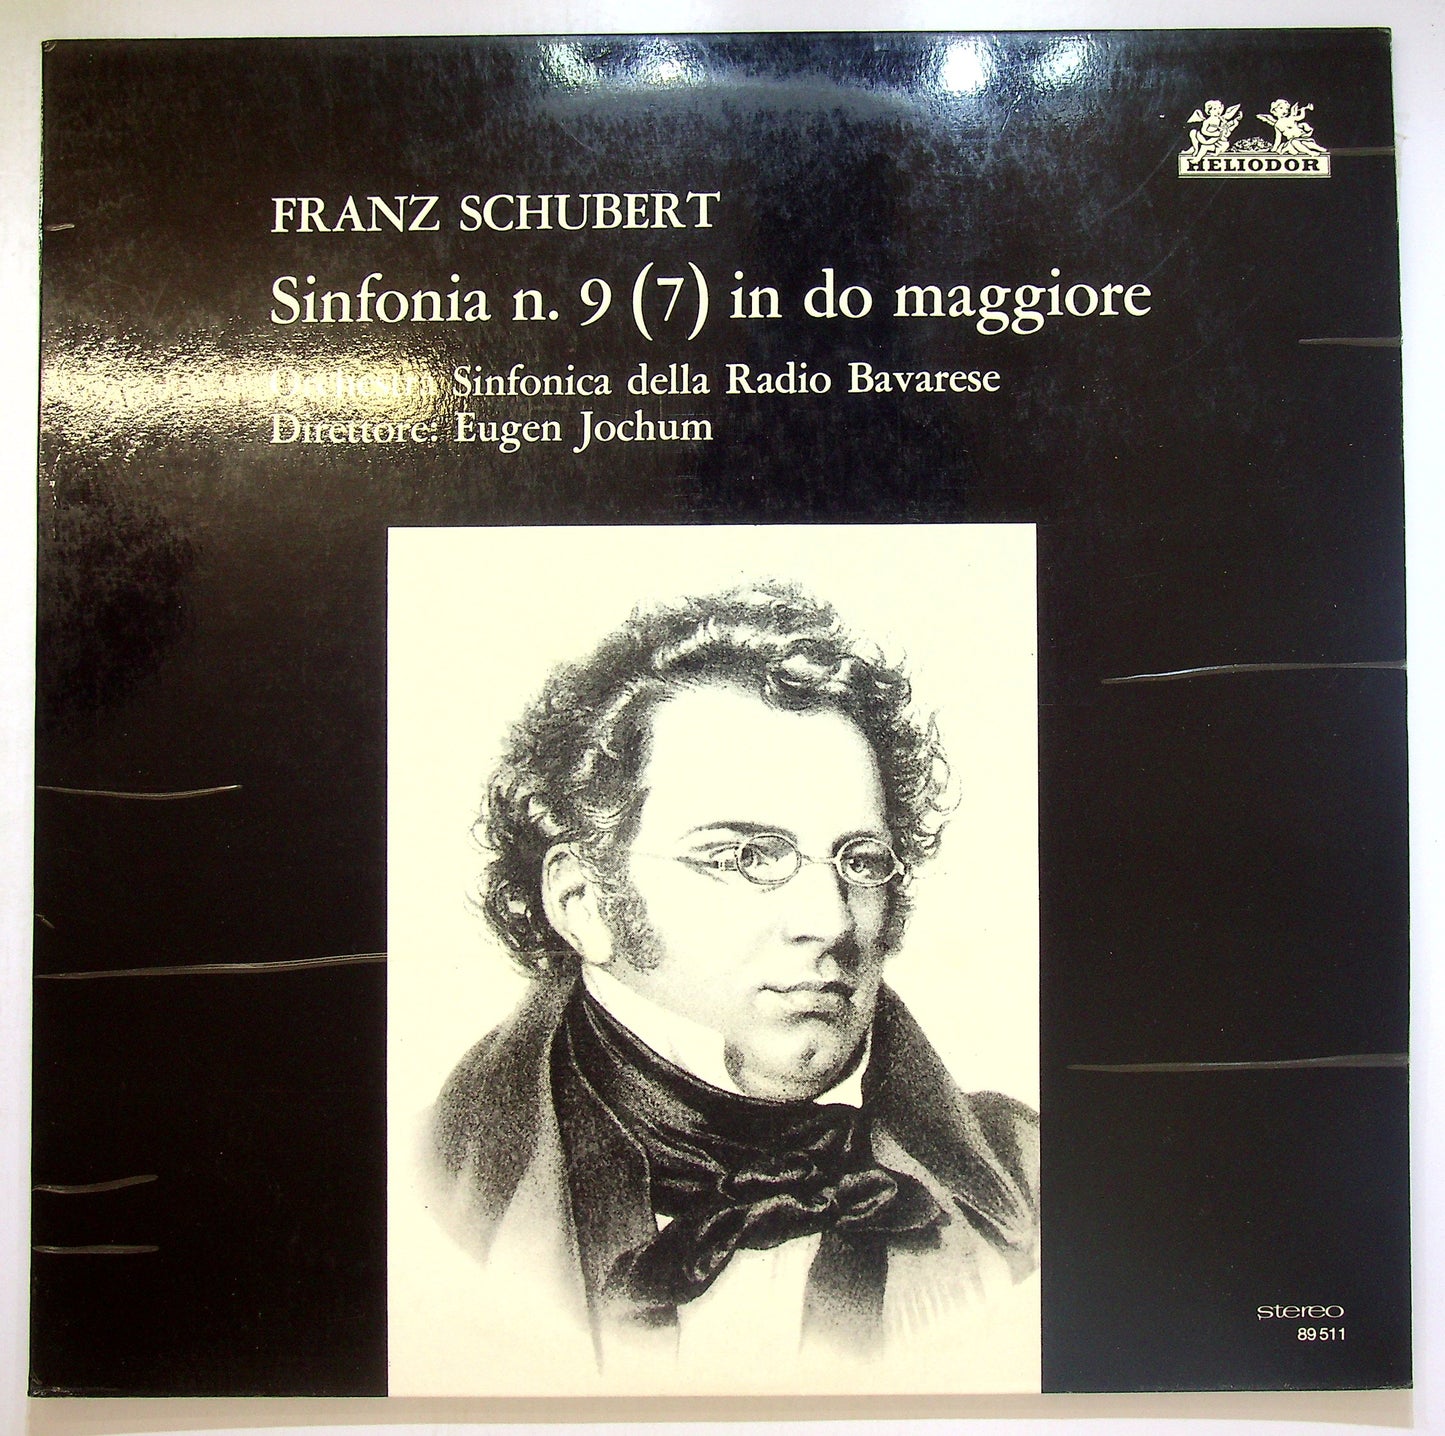 HELIODOR
FRANZ SCHUBERT
Sinfonia n. 9 (7) in do maggiore
Orchestra Sinfonica della Radio Bavarese
Direttore: Eugen Jochum
stereo
89 511